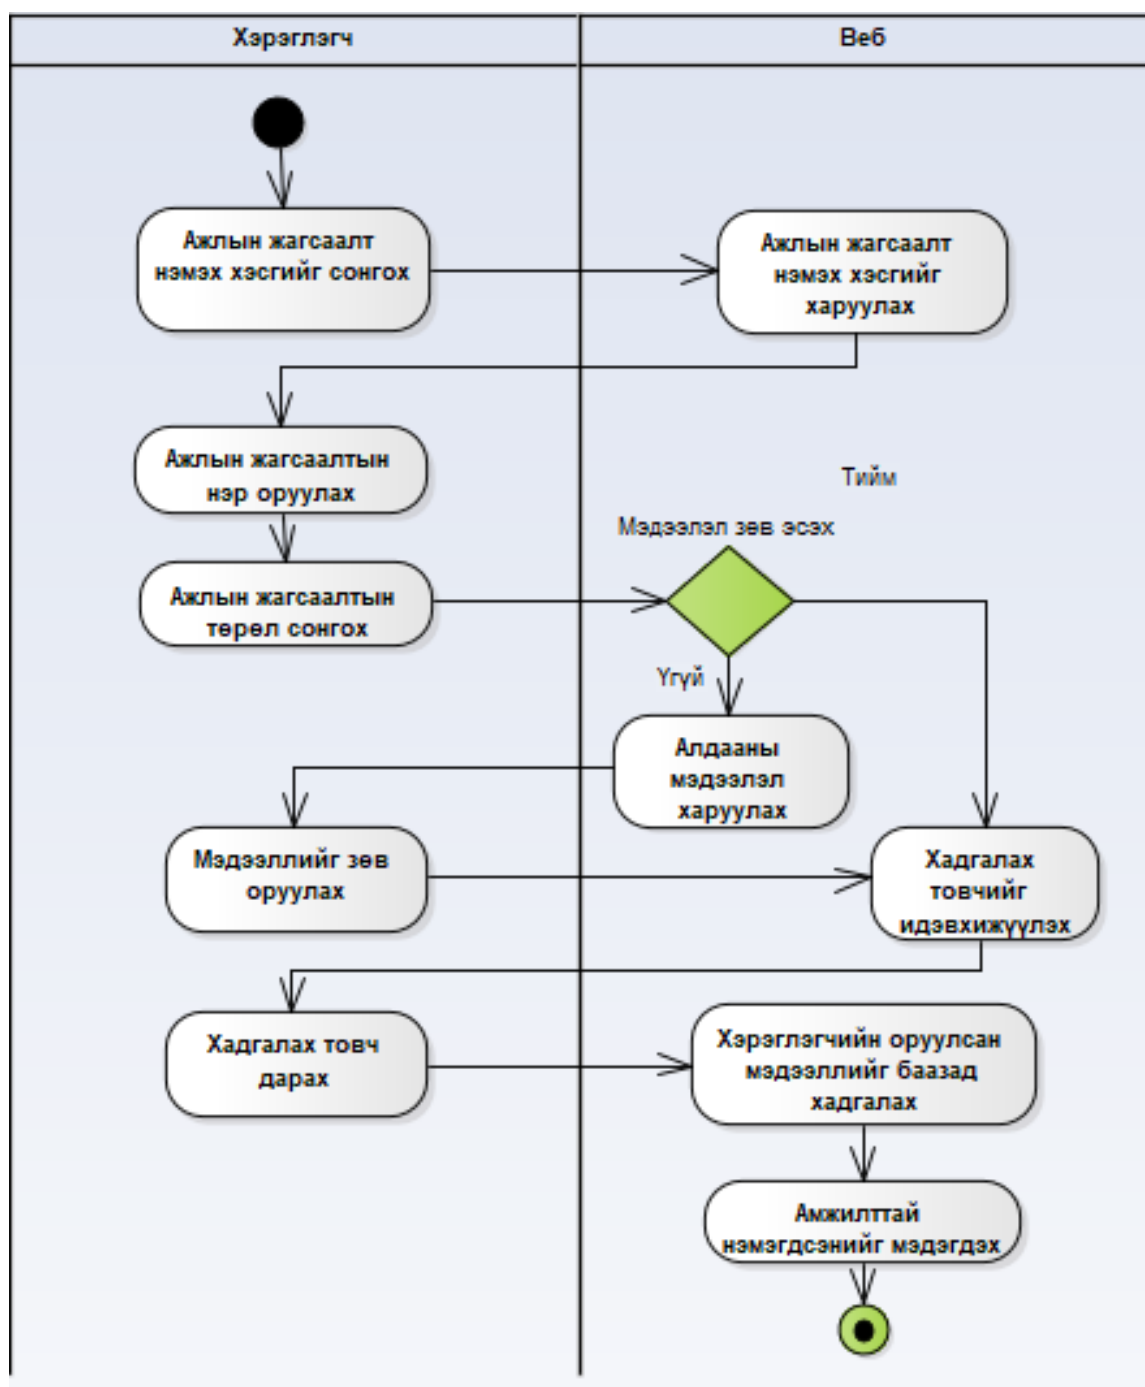 Хэрэглэгч
Веб
Ажлын жагсаалт
нэмэх хэсгийг сонгох
Ажлын жагсаалт
нэмэх хэсгийг
харуулах
Ажлын жагсаалтын
нэр оруулах
Тийм
Мэдээлэл зөв эсэх
Ажлын жагсаалтын
төрөл сонгох
Үгүй
Алдааны
мэдээлэл
харуулах
Мэдээллийг зөв
оруулах
Хадгалах
товчийг
идэвхижүүлэх
Хадгалах товч
дарах
Хэрэглэгчийн оруулсан
мэдээллийг баазад
хадгалах
Амжилттай
нэмэгдсэнийг мэдэгдэх